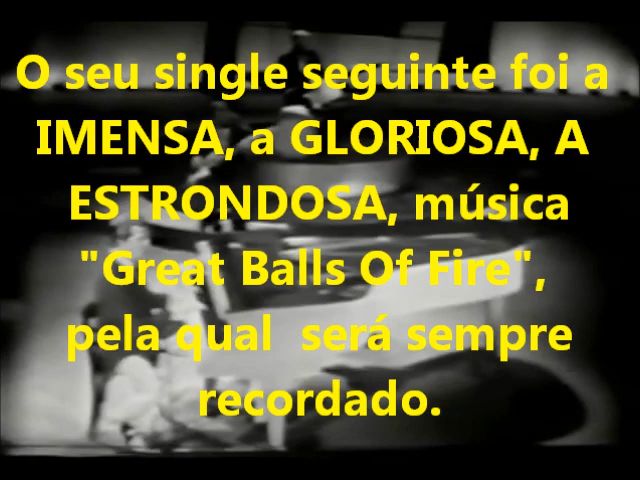 O seu single seguinte foi a
IMENSA, a GLORIOSA, A
ESTRONDOSA, música
"Great Balls Of Fire",
pela qual  será sempre
recordado.